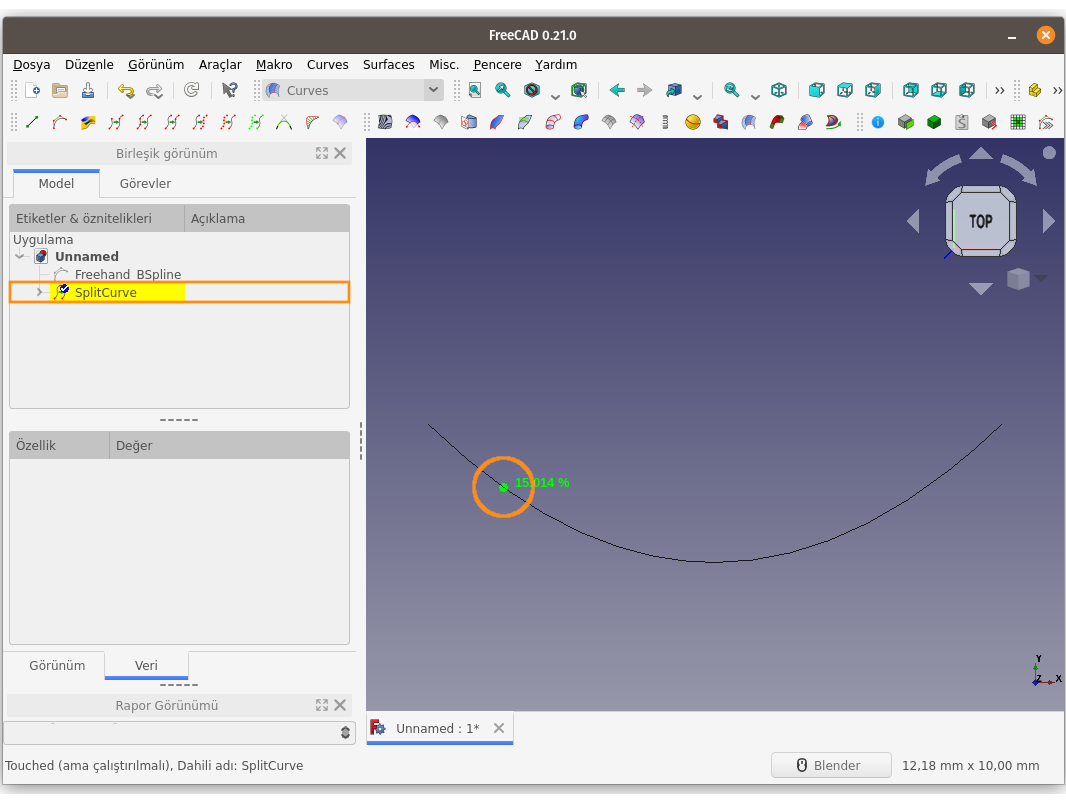 FreeCAD 0.21.0
Dosya Düzenle Görünüm Araçlar Makro Curves Surfaces Misc. Pencere Yardım
Curves
Birleşik görünüm
Model Görevler
Etiketler & öznitelikleri Açıklama
Uygulama
Unnamed
Freehand_BSpline
SplitCurve
TOP
15.014 %
Özellik Değer
Görünüm Veri
Y
Z X
Rapor Görünümü
Unnamed : 1*
Touched (ama çalıştırılmalı), Dahili adı: SplitCurve Blender 12,18 mm x 10,00 mm